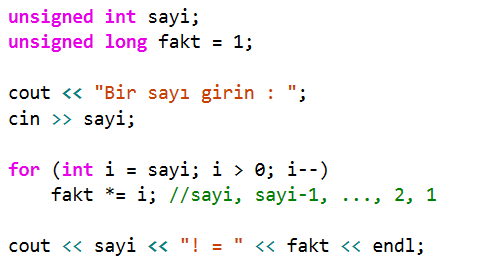 unsigned int sayi;
unsigned long fakt = 1;
cout << "Bir sayı girin : ";
cin >> sayi;
for (int i = sayi; i > 0; i--)
fakt *= i; //sayi, sayi-1, ..., 2, 1
cout << sayi << "! = " << fakt << endl;